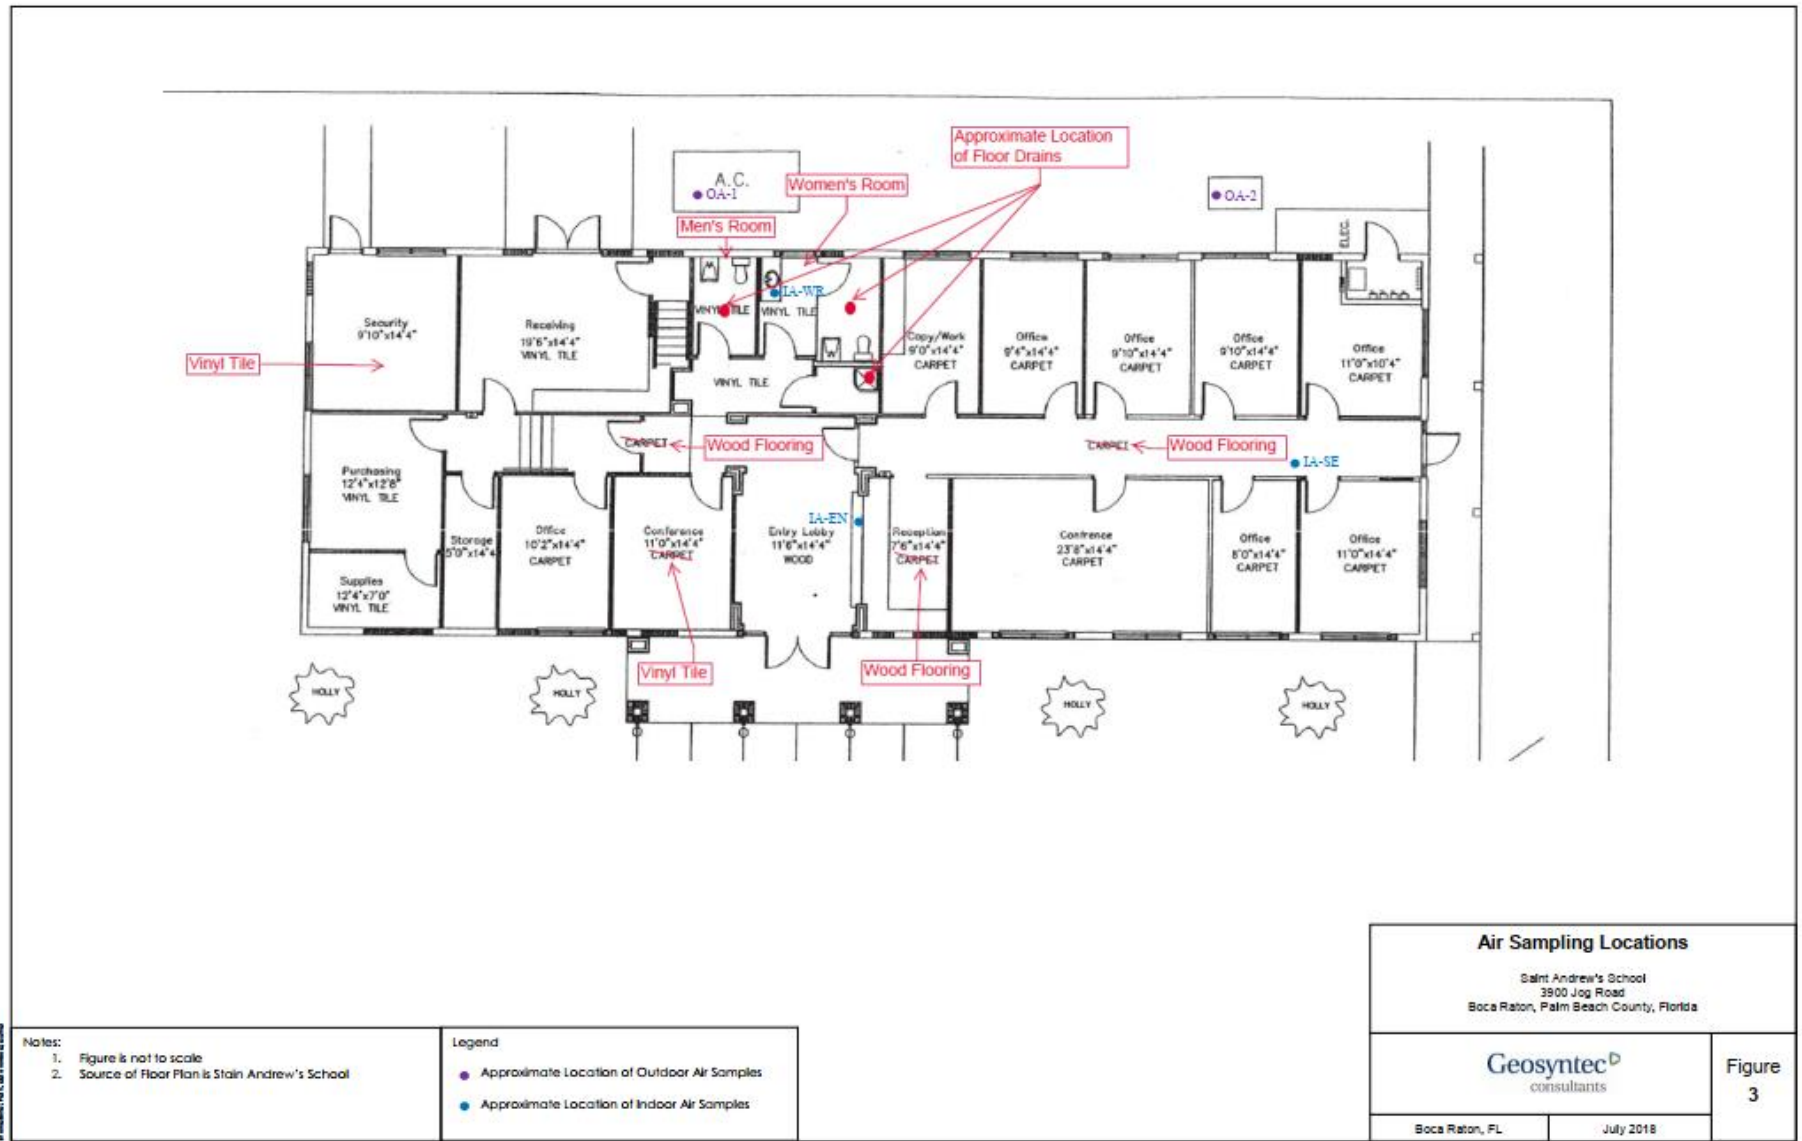 Approximate Location
of Floor Drains
A.C.
OA-1
Women's Room
OA-2
Men's Room
ELEC.
IA-WR
VINYL TILE
VINYL TILE
Security
9'10"x14'4"
Receiving
19'6"x14'4"
VINYL TILE
Copy/Work
9'0"x14'4"
CARPET
Office
9'4"x14'4"
CARPET
Office
9'10"x14'4"
CARPET
Office
9'10"x14'4"
CARPET
Office
11'0"x10'4"
CARPET
Vinyl Tile
VINYL TILE
CARPET
Wood Flooring
CARPET
Wood Flooring
IA-SE
Purchasing
12'4"x12'8"
VINYL TILE
IA-EN
Storage
5'0"x14'4
Office
10'2"x14'4"
CARPET
Conference
11'0"x14'4"
CARPET
Entry Lobby
11'6"x14'4"
WOOD
Reception
7'6"x14'4"
CARPET
Confrence
23'8"x14'4"
CARPET
Office
8'0"x14'4"
CARPET
Office
11'0"x14'4"
CARPET
Supplies
12'4"x7'0"
VINYL TILE
Vinyl Tile
Wood Flooring
HOLLY
HOLLY
HOLLY
HOLLY
Air Sampling Locations
Saint Andrew's School
3900 Jog Road
Boca Raton, Palm Beach County, Florida
Notes:
1. Figure is not to scale
2. Source of Floor Plan is Stain Andrew's School
Legend
Approximate Location of Outdoor Air Samples
Approximate Location of Indoor Air Samples
Geosyntec
consultants
Figure
3
Boca Raton, FL
July 2018